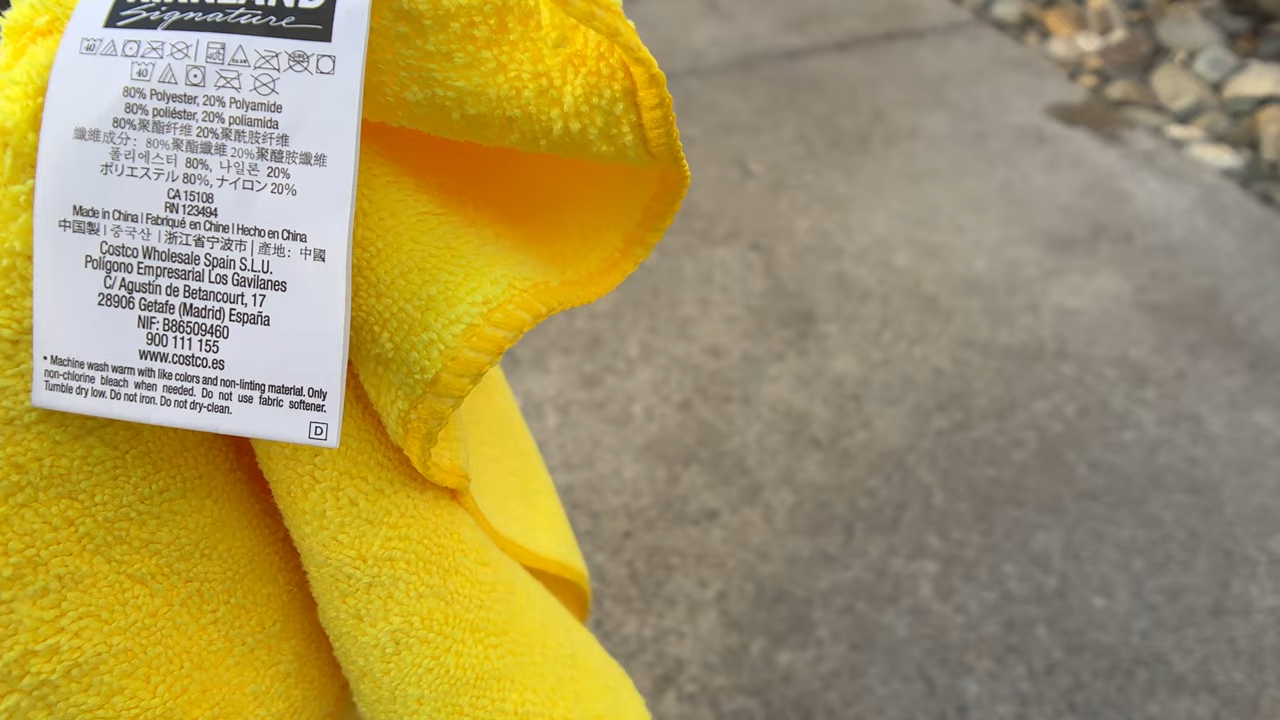 KIRKLAND
Signature
40
40
80% Polyester, 20% Polyamide
80% poliéster, 20% poliamida
80%聚酯纤维 20%聚酰胺纤维
纖維成分：80%聚酯纖維 20%聚醯胺纖維
폴리에스터 80%, 나일론 20%
ポリエステル 80%, ナイロン 20%
CA 15108
RN 123494
Made in China | Fabriqué en Chine | Hecho en China
中国製 | 중국산 | 浙江省宁波市 | 產地：中國
Costco Wholesale Spain S.L.U.
Polígono Empresarial Los Gavilanes
C/ Agustín de Betancourt, 17
28906 Getafe (Madrid) España
NIF: B86509460
900 111 155
www.costco.es
• Machine wash warm with like colors and non-linting material. Only
non-chlorine bleach when needed. Do not use fabric softener.
Tumble dry low. Do not iron. Do not dry-clean.
D